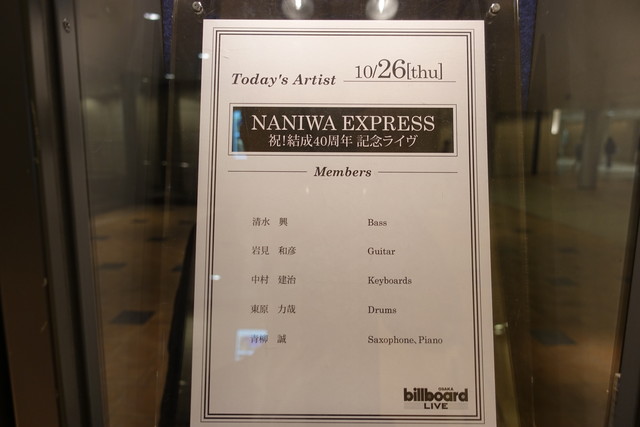 Today's Artist 10/26[thu]
NANIWA EXPRESS
祝!結成40周年 記念ライヴ
Members
清水 興 Bass
岩見 和彦 Guitar
中村 建治 Keyboards
東原 力哉 Drums
青柳 誠 Saxophone、Piano
OSAKA
billboard
LIVE